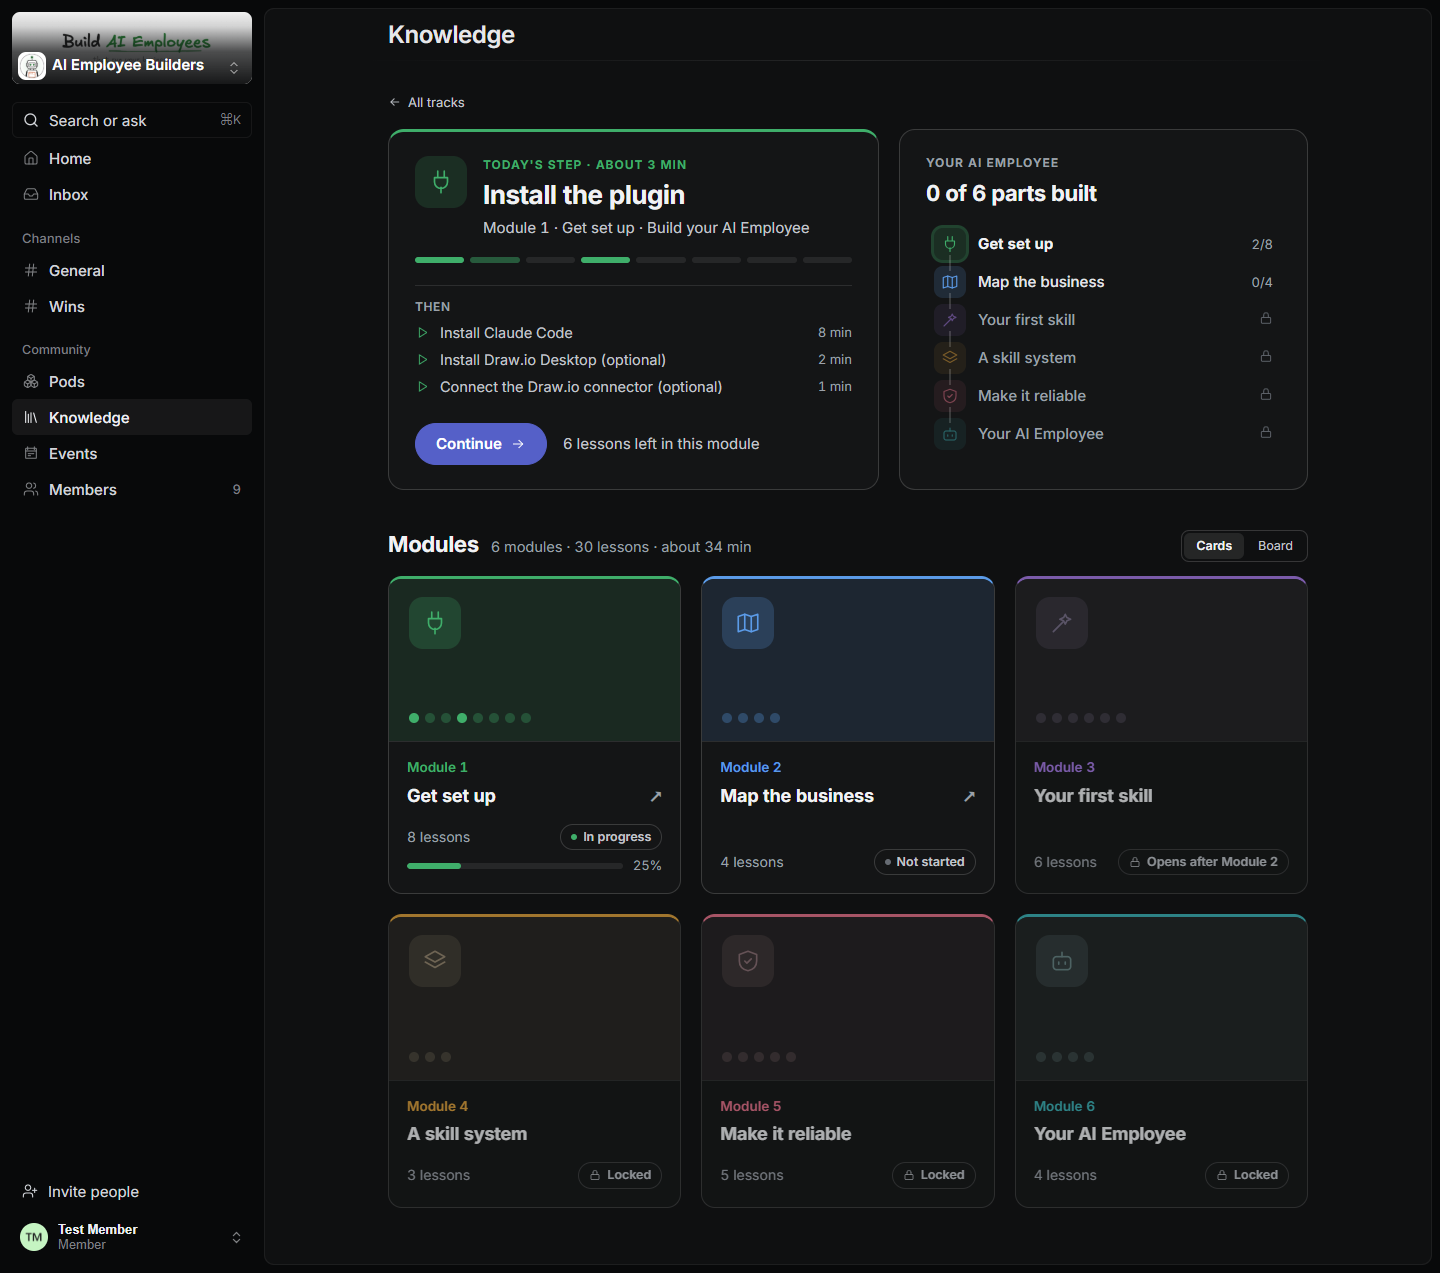 Build AI Employees
AI Employee Builders
Search or ask
⌘K
Home
Inbox
Channels
General
Wins
Community
Pods
Knowledge
Events
Members
9
Invite people
TM
Test Member
Member
Knowledge
← All tracks
TODAY'S STEP · ABOUT 3 MIN
Install the plugin
Module 1 · Get set up · Build your AI Employee
THEN
Install Claude Code
8 min
Install Draw.io Desktop (optional)
2 min
Connect the Draw.io connector (optional)
1 min
Continue →
6 lessons left in this module
YOUR AI EMPLOYEE
0 of 6 parts built
Get set up
2/8
Map the business
0/4
Your first skill
A skill system
Make it reliable
Your AI Employee
Modules
6 modules · 30 lessons · about 34 min
Cards
Board
Module 1
Get set up
↗
8 lessons
In progress
25%
Module 2
Map the business
↗
4 lessons
Not started
Module 3
Your first skill
6 lessons
Opens after Module 2
Module 4
A skill system
3 lessons
Locked
Module 5
Make it reliable
5 lessons
Locked
Module 6
Your AI Employee
4 lessons
Locked